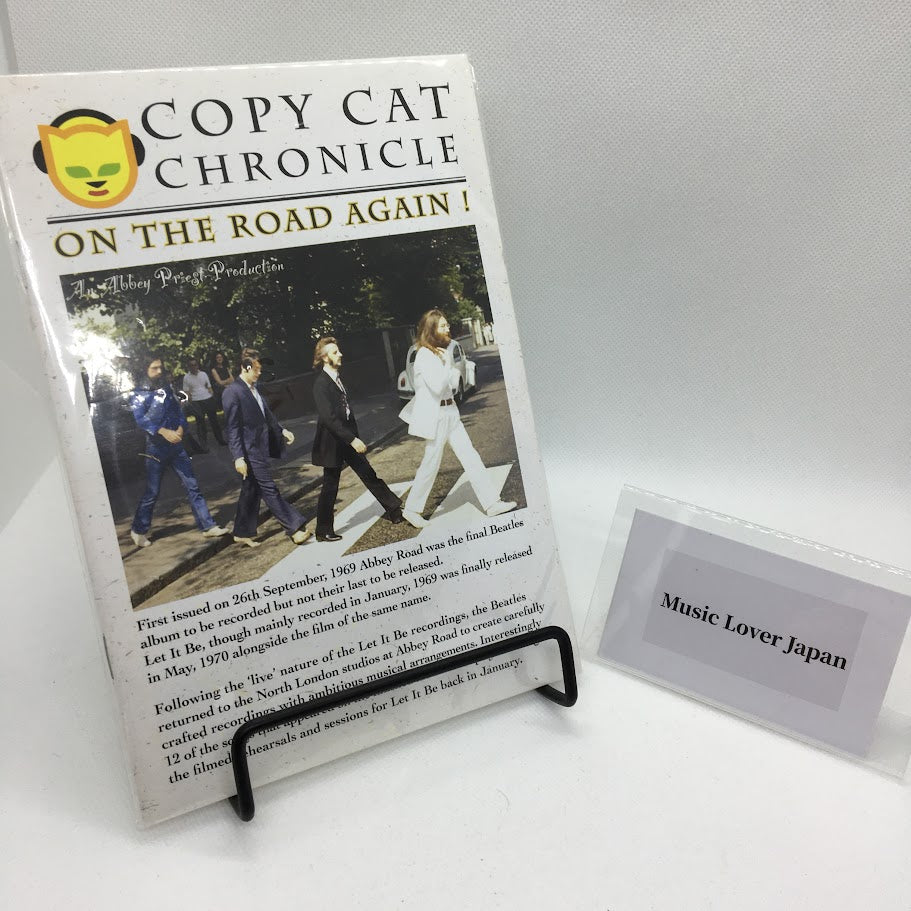 COPY CAT
CHRONICLE
ON THE ROAD AGAIN !
An Abbey Priest Production
First issued on 26th September, 1969 Abbey Road was the final Beatles
album to be recorded but not their last to be released.
Let It Be, though mainly recorded in January, 1969 was finally released
in May, 1970 alongside the film of the same name.
Following the 'live' nature of the Let It Be recordings, the Beatles
returned to the North London studios at Abbey Road to create carefully
crafted recordings with ambitious musical arrangements. Interestingly
12 of the songs that appeared on the
the filmed rehearsals and sessions for Let It Be back in January.
Music Lover Japan